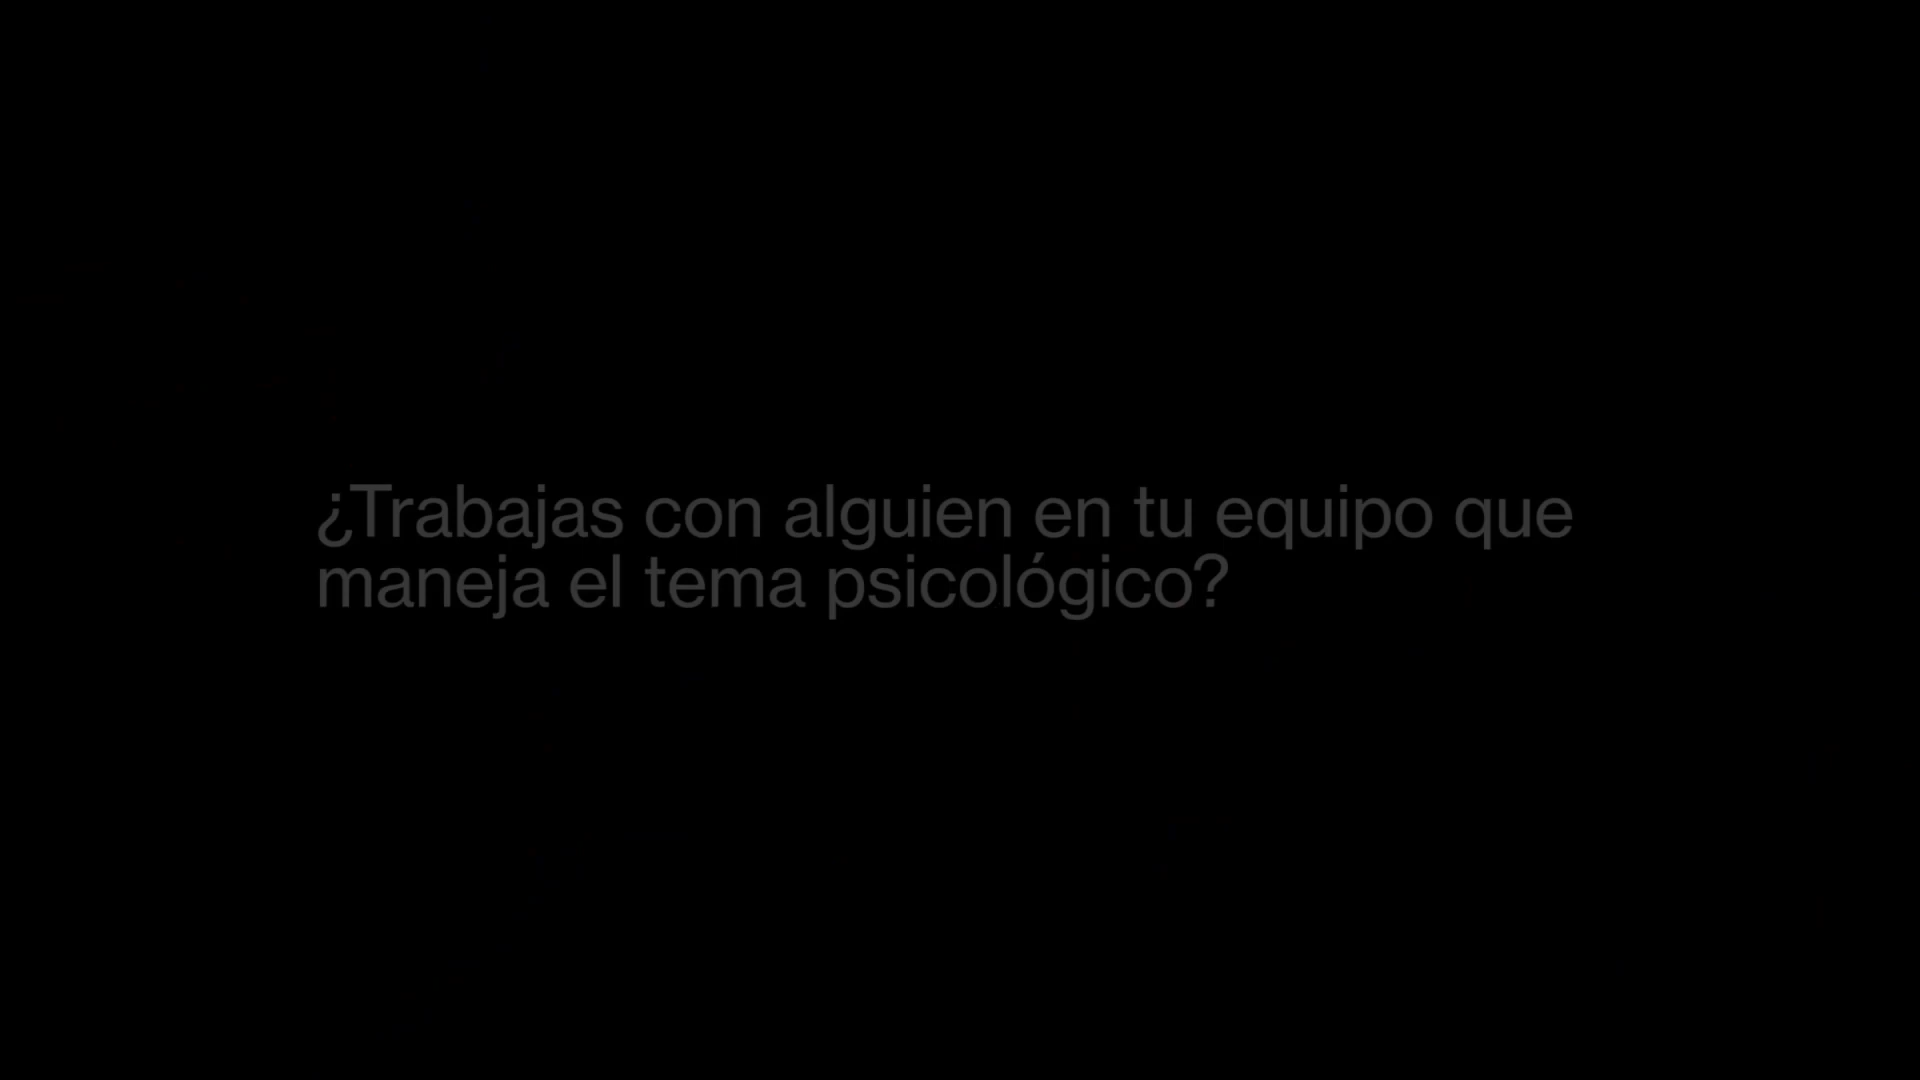 ¿Trabajas con alguien en tu equipo que
maneja el tema psicológico?